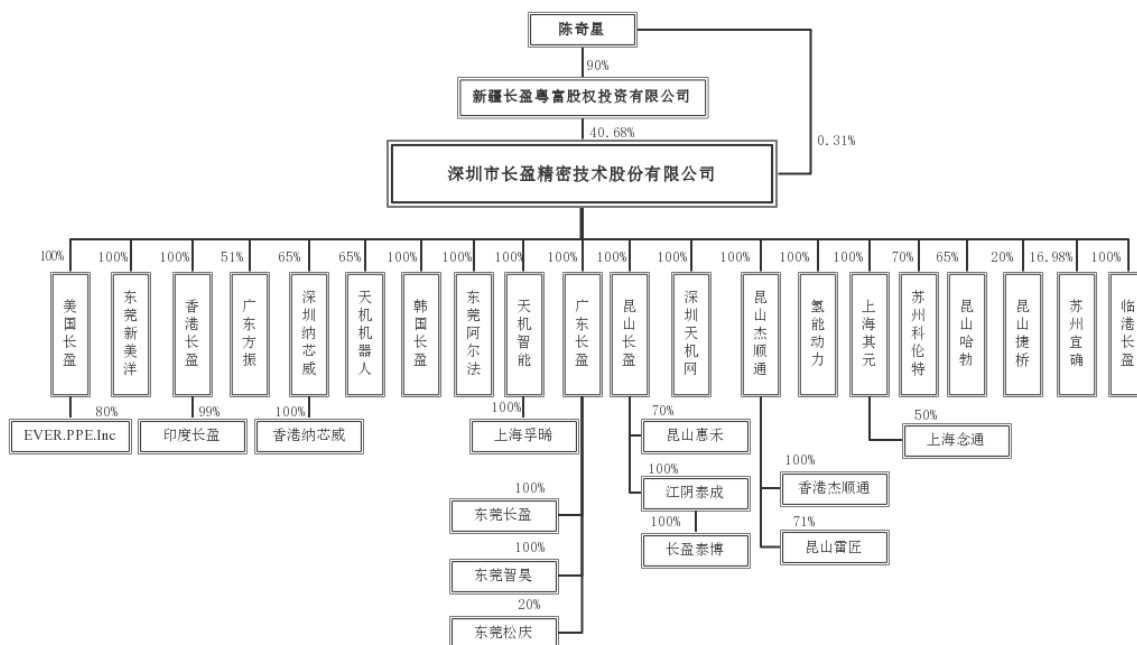 陈奇星
90%
新疆长盈粤富股权投资有限公司
40.68%
0.31%
深圳市长盈精密技术股份有限公司
100%
100%
100%
51%
65%
65%
100%
100%
100%
100%
100%
100%
100%
100%
100%
70%
65%
20%
16.98%
100%
美国长盈
东莞新美洋
香港长盈
广东方振
深圳纳芯威
天机机器人
韩国长盈
东莞阿尔法
天机智能
广东长盈
昆山长盈
深圳天机网
昆山杰顺通
氢能动力
上海其元
苏州科伦特
昆山哈勃
昆山捷桥
苏州宜确
临港长盈
80%
99%
100%
100%
70%
50%
EVER.PPE.Inc
印度长盈
香港纳芯威
上海孚晞
昆山惠禾
上海念通
100%
100%
100%
东莞长盈
江阴泰成
香港杰顺通
100%
100%
71%
东莞智昊
长盈泰博
昆山雷匠
20%
东莞松庆